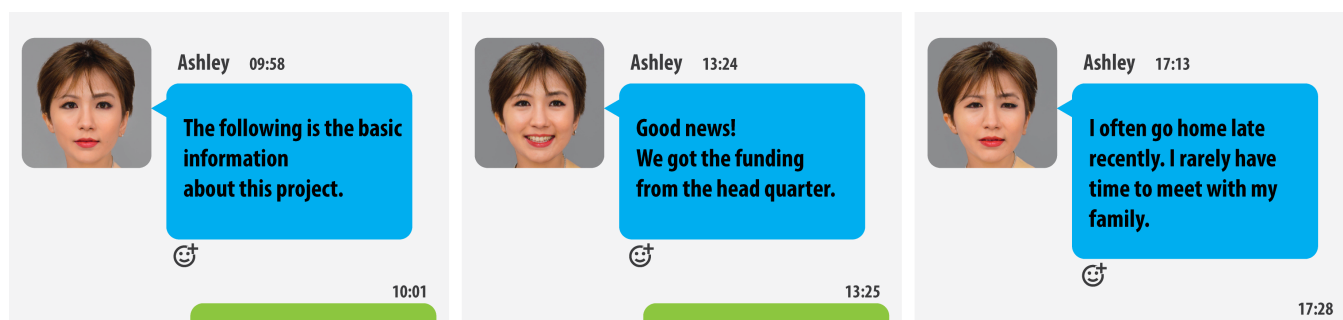 Ashley 09:58
The following is the basic
information
about this project.
10:01
Ashley 13:24
Good news!
We got the funding
from the head quarter.
13:25
Ashley 17:13
I often go home late
recently. I rarely have
time to meet with my
family.
17:28